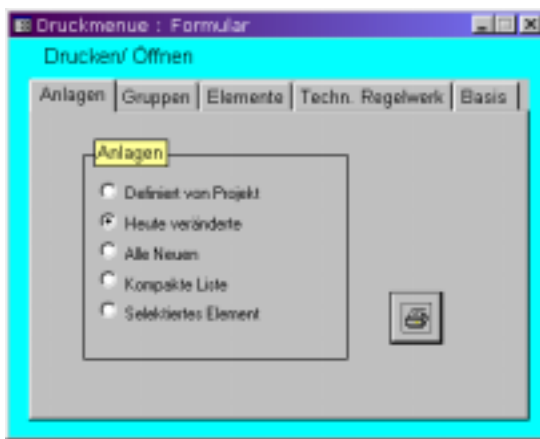 Druckmenue : Formular
Drucken/ Öffnen
Anlagen Gruppen Elemente Techn. Regelwerk Basis
Anlagen
Definiert von Projekt
Heute veränderte
Alle Neuen
Kompakte Liste
Selektiertes Element